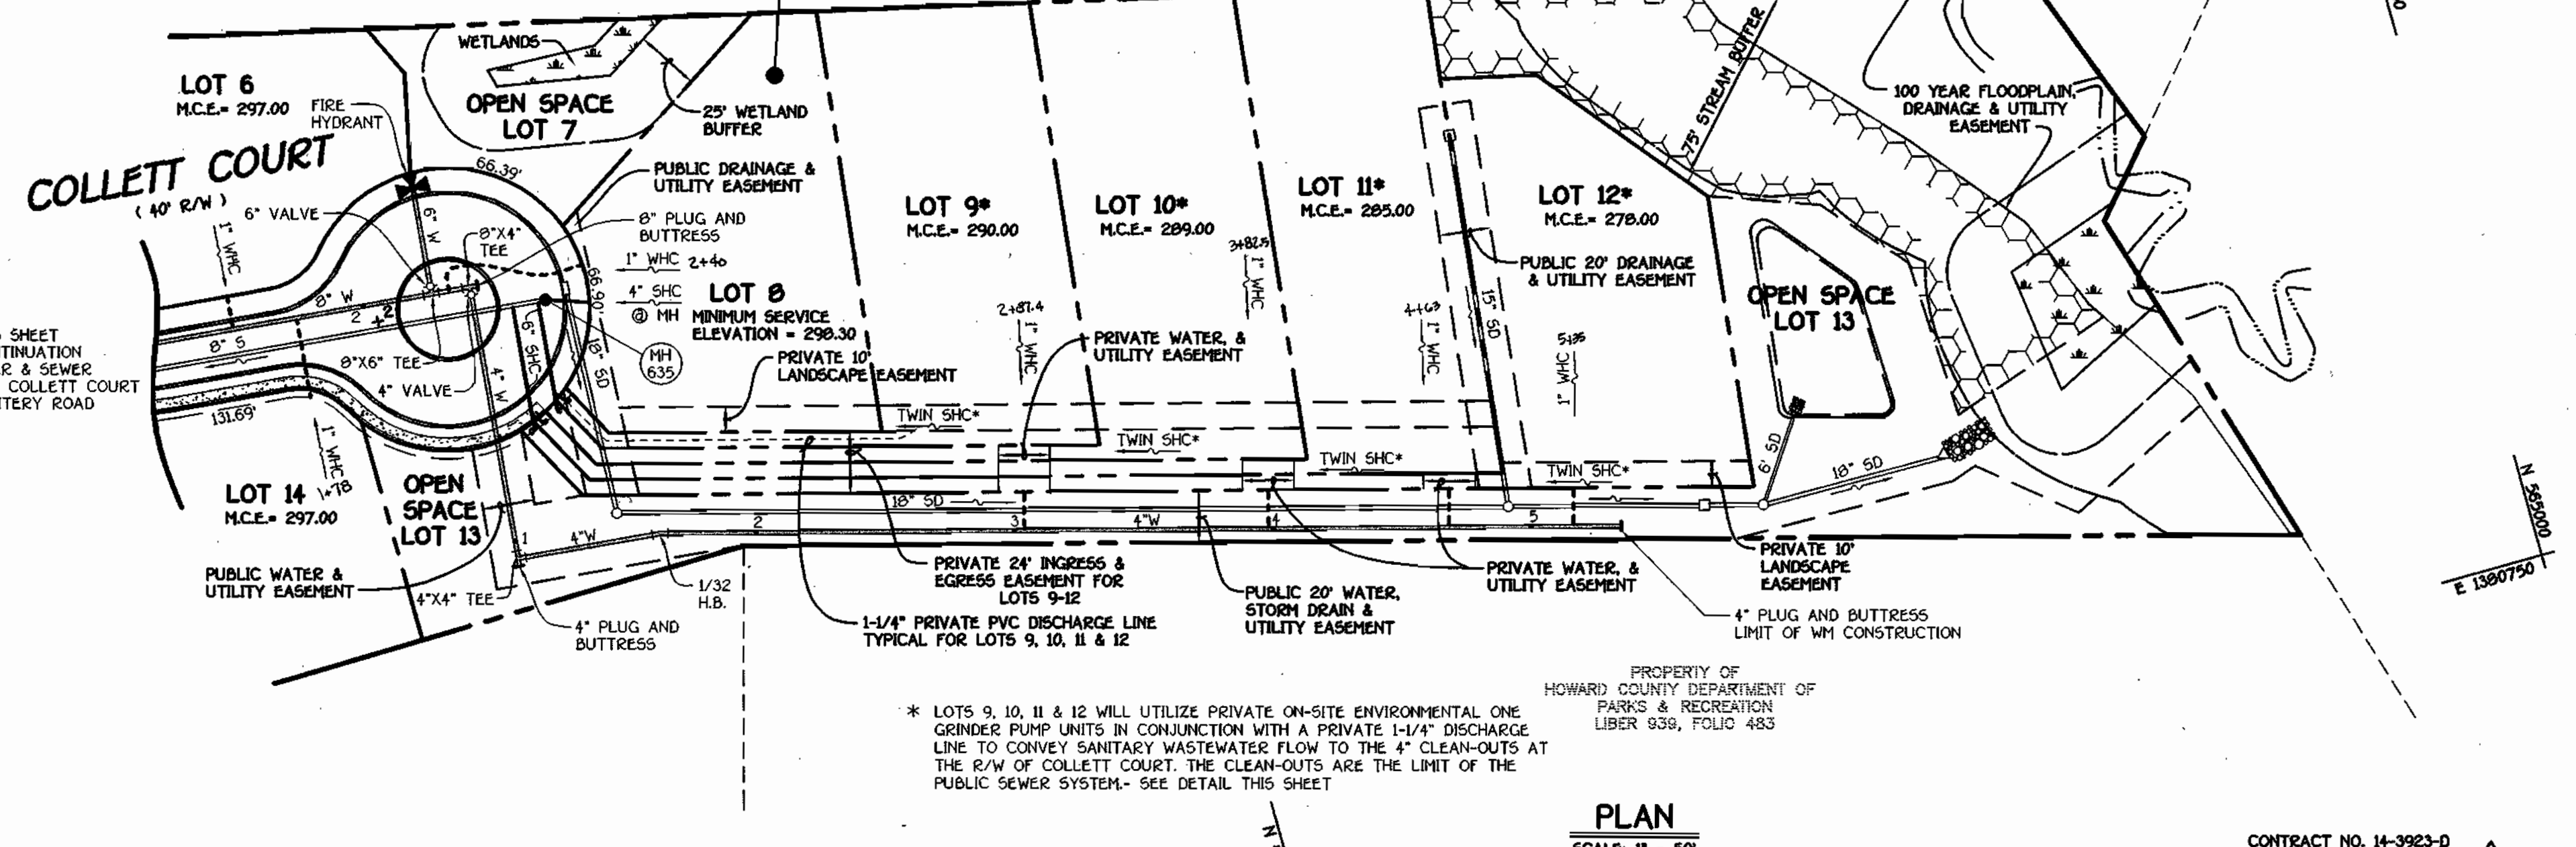 WETLANDS
LOT 6
M.C.E.= 297.00
FIRE
HYDRANT
OPEN SPACE
LOT 7
25' WETLAND
BUFFER
COLLETT COURT
( 40' R/W )
66.39'
PUBLIC DRAINAGE &
UTILITY EASEMENT
6" VALVE
6" W
8"X4"
TEE
8" PLUG AND
BUTTRESS
1" WHC
1" WHC 2+40
66.90'
4" SHC
@ MH
LOT 8
MINIMUM SERVICE
ELEVATION = 298.30
8" W
2
+2
8" S
SHEET
R & SEWER
COLLETT COURT
8"X6" TEE
4" VALVE
4" W
6" SHC
18" SD
MH
635
PRIVATE 10'
LANDSCAPE EASEMENT
131.69'
1" WHC
1+78
LOT 14
M.C.E.= 297.00
OPEN
SPACE
LOT 13
PUBLIC WATER &
UTILITY EASEMENT
4"X4" TEE
1
4"W
4" PLUG AND
BUTTRESS
1/32
H.B.
LOT 9*
M.C.E.= 290.00
LOT 10*
M.C.E.= 289.00
LOT 11*
M.C.E.= 285.00
LOT 12*
M.C.E.= 278.00
2+87.4
1" WHC
3+82.5
1" WHC
4+63
1" WHC
5+35
1" WHC
PRIVATE WATER, &
UTILITY EASEMENT
15" SD
PUBLIC 20' DRAINAGE
& UTILITY EASEMENT
75' STREAM BUFFER
100 YEAR FLOODPLAIN,
DRAINAGE & UTILITY
EASEMENT
OPEN SPACE
LOT 13
TWIN SHC*
TWIN SHC*
TWIN SHC*
TWIN SHC*
6' SD
18" SD
18" SD
2
3
4"W
4
5
PRIVATE 24' INGRESS &
EGRESS EASEMENT FOR
LOTS 9-12
1-1/4" PRIVATE PVC DISCHARGE LINE
TYPICAL FOR LOTS 9, 10, 11 & 12
PUBLIC 20' WATER,
STORM DRAIN &
UTILITY EASEMENT
PRIVATE WATER, &
UTILITY EASEMENT
PRIVATE 10'
LANDSCAPE
EASEMENT
4" PLUG AND BUTTRESS
LIMIT OF WM CONSTRUCTION
N 565000
E 1380750
PROPERTY OF
HOWARD COUNTY DEPARTMENT OF
PARKS & RECREATION
LIBER 939, FOLIO 483
* LOTS 9, 10, 11 & 12 WILL UTILIZE PRIVATE ON-SITE ENVIRONMENTAL ONE
GRINDER PUMP UNITS IN CONJUNCTION WITH A PRIVATE 1-1/4" DISCHARGE
LINE TO CONVEY SANITARY WASTEWATER FLOW TO THE 4" CLEAN-OUTS AT
THE R/W OF COLLETT COURT. THE CLEAN-OUTS ARE THE LIMIT OF THE
PUBLIC SEWER SYSTEM.- SEE DETAIL THIS SHEET
N
PLAN
CONTRACT NO. 14-3923-D